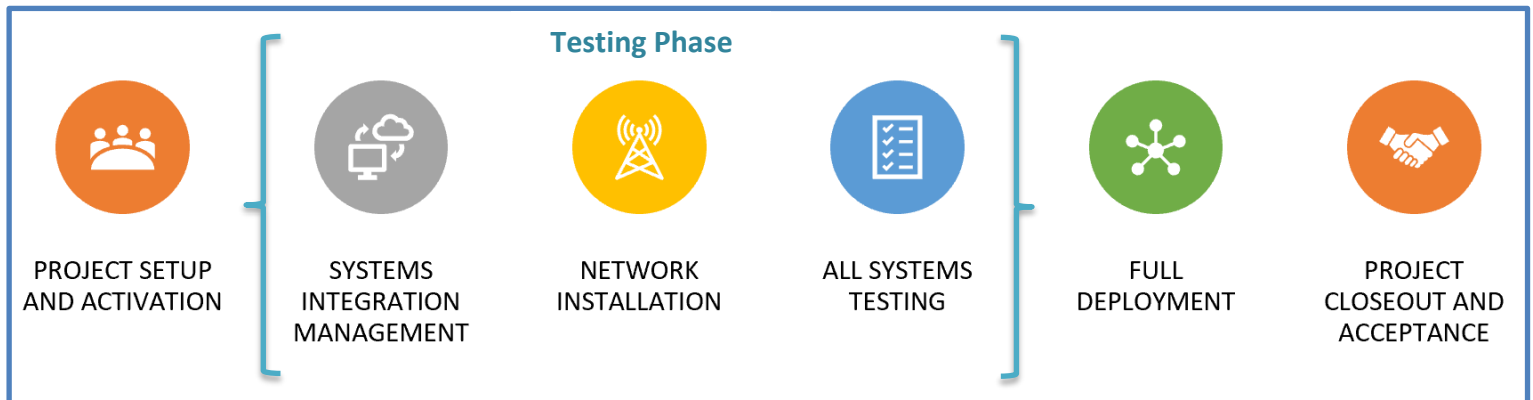 Testing Phase
PROJECT SETUP
AND ACTIVATION
SYSTEMS
INTEGRATION
MANAGEMENT
NETWORK
INSTALLATION
ALL SYSTEMS
TESTING
FULL
DEPLOYMENT
PROJECT
CLOSEOUT AND
ACCEPTANCE